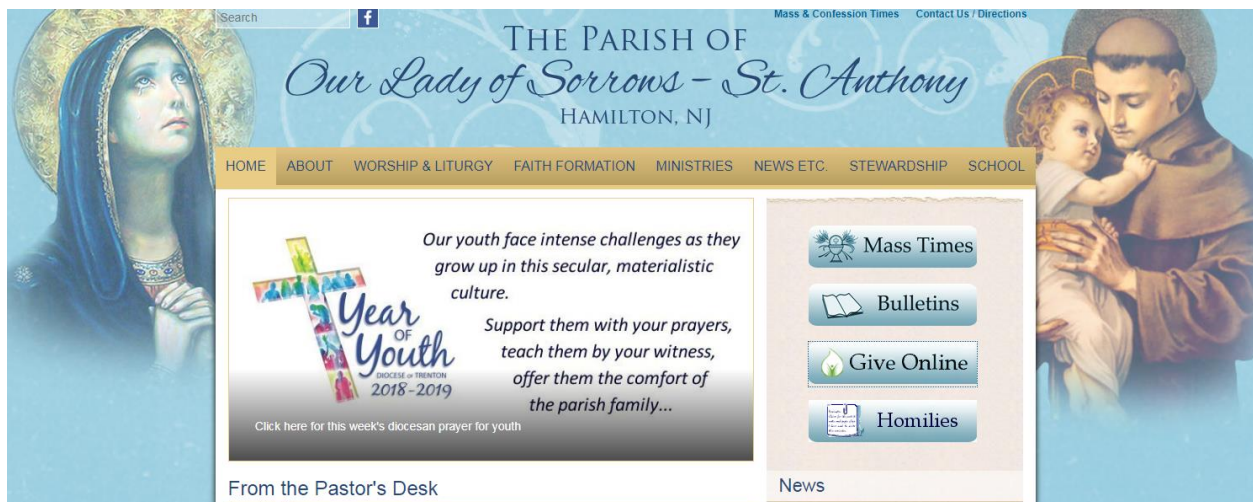 Search
f
Mass & Confession Times Contact Us / Directions
THE PARISH OF
Our Lady of Sorrows – St. Anthony
HAMILTON, NJ
HOME ABOUT WORSHIP & LITURGY FAITH FORMATION MINISTRIES NEWS ETC. STEWARDSHIP SCHOOL
Year
OF
Youth
DIOCESE OF TRENTON
2018-2019
Our youth face intense challenges as they
grow up in this secular, materialistic
culture.
Support them with your prayers,
teach them by your witness,
offer them the comfort of
the parish family...
Click here for this week's diocesan prayer for youth
Mass Times
Bulletins
Give Online
Homilies
From the Pastor's Desk
News